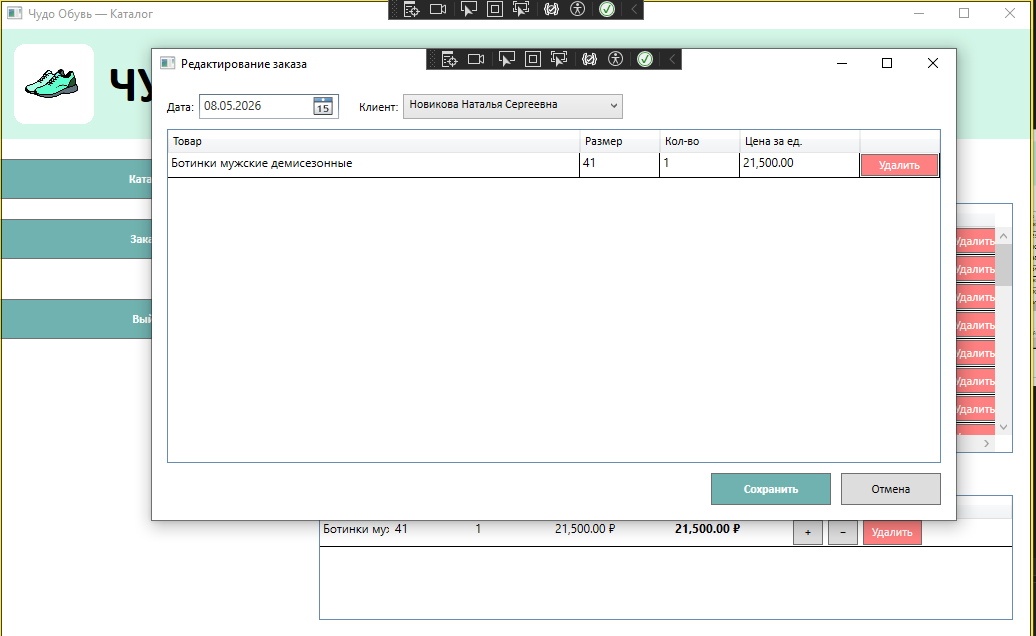 Чудо Обувь — Каталог
Редактирование заказа
Дата: 08.05.2026 15 Клиент: Новикова Наталья Сергеевна
Товар Размер Кол-во Цена за ед.
Ботинки мужские демисезонные 41 1 21,500.00 Удалить
Удалить
Удалить
Удалить
Удалить
Удалить
Удалить
Удалить
Сохранить Отмена
Ботинки 41 1 21,500.00 ₽ 21,500.00 ₽ + − Удалить